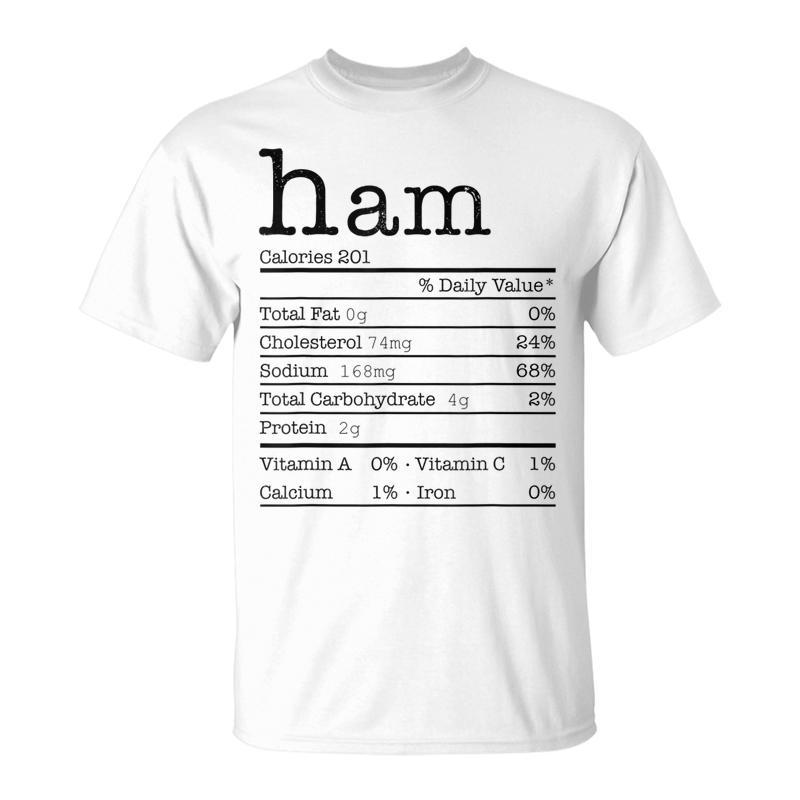 ham
Calories 201
% Daily Value*
Total Fat 0g 0%
Cholesterol 74mg 24%
Sodium 168mg 68%
Total Carbohydrate 4g 2%
Protein 2g
Vitamin A 0% · Vitamin C 1%
Calcium 1% · Iron 0%